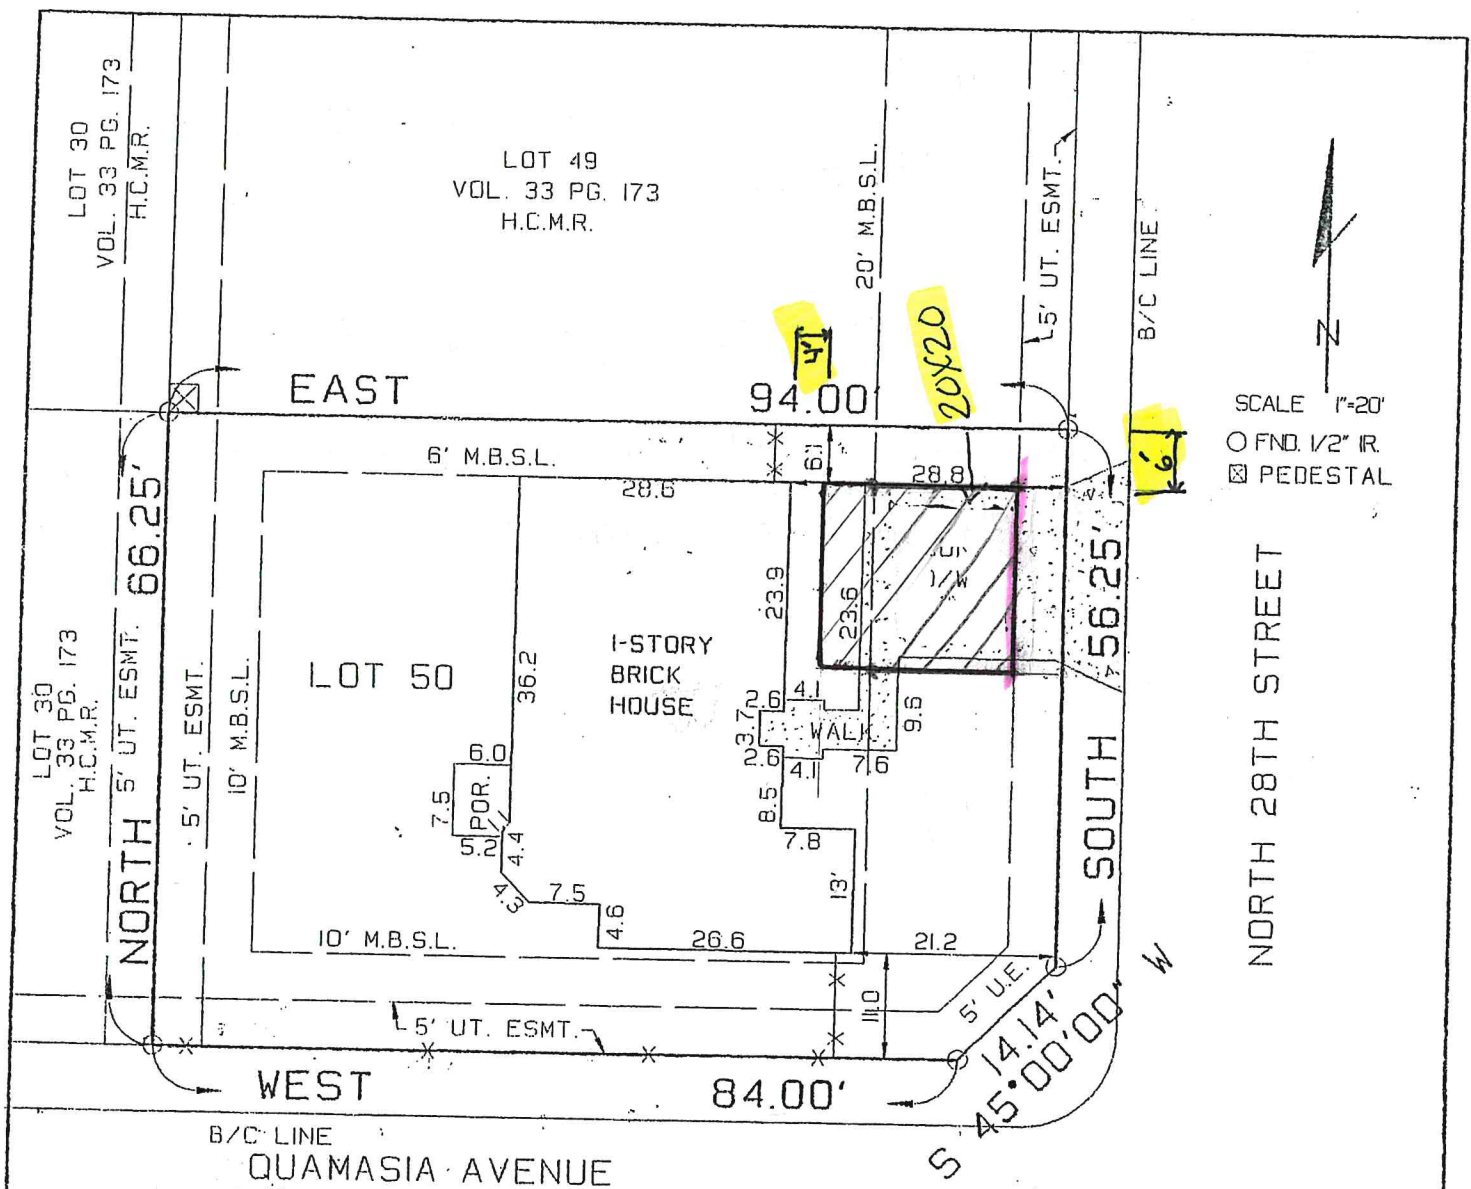 LOT 30
VOL. 33 PG. 173
H.C.M.R.
LOT 49
VOL. 33 PG. 173
H.C.M.R.
20' M.B.S.L.
5' UT. ESMT.
B/C LINE
N
SCALE 1"=20'
O FND. 1/2" IR.
⊠ PEDESTAL
4'
20X20
6'
EAST
94.00'
6' M.B.S.L.
6.1
28.6
28.8
NORTH 66.25'
SOUTH 56.25'
NORTH 28TH STREET
LOT 30
VOL. 33 PG. 173
H.C.M.R.
5' UT. ESMT.
5' UT. ESMT.
10' M.B.S.L.
LOT 50
36.2
1-STORY
BRICK
HOUSE
23.9
23.6
2.6
4.1
3.7
WALK
9.6
2.6
4.1
7.6
6.0
7.5
POR.
5.2
4.4
4.3
7.5
4.6
8.5
7.8
13'
10' M.B.S.L.
26.6
21.2
11.0
5' U.E.
5' UT. ESMT.
14.14'
S 45°00'00" W
WEST
84.00'
B/C LINE
QUAMASIA AVENUE